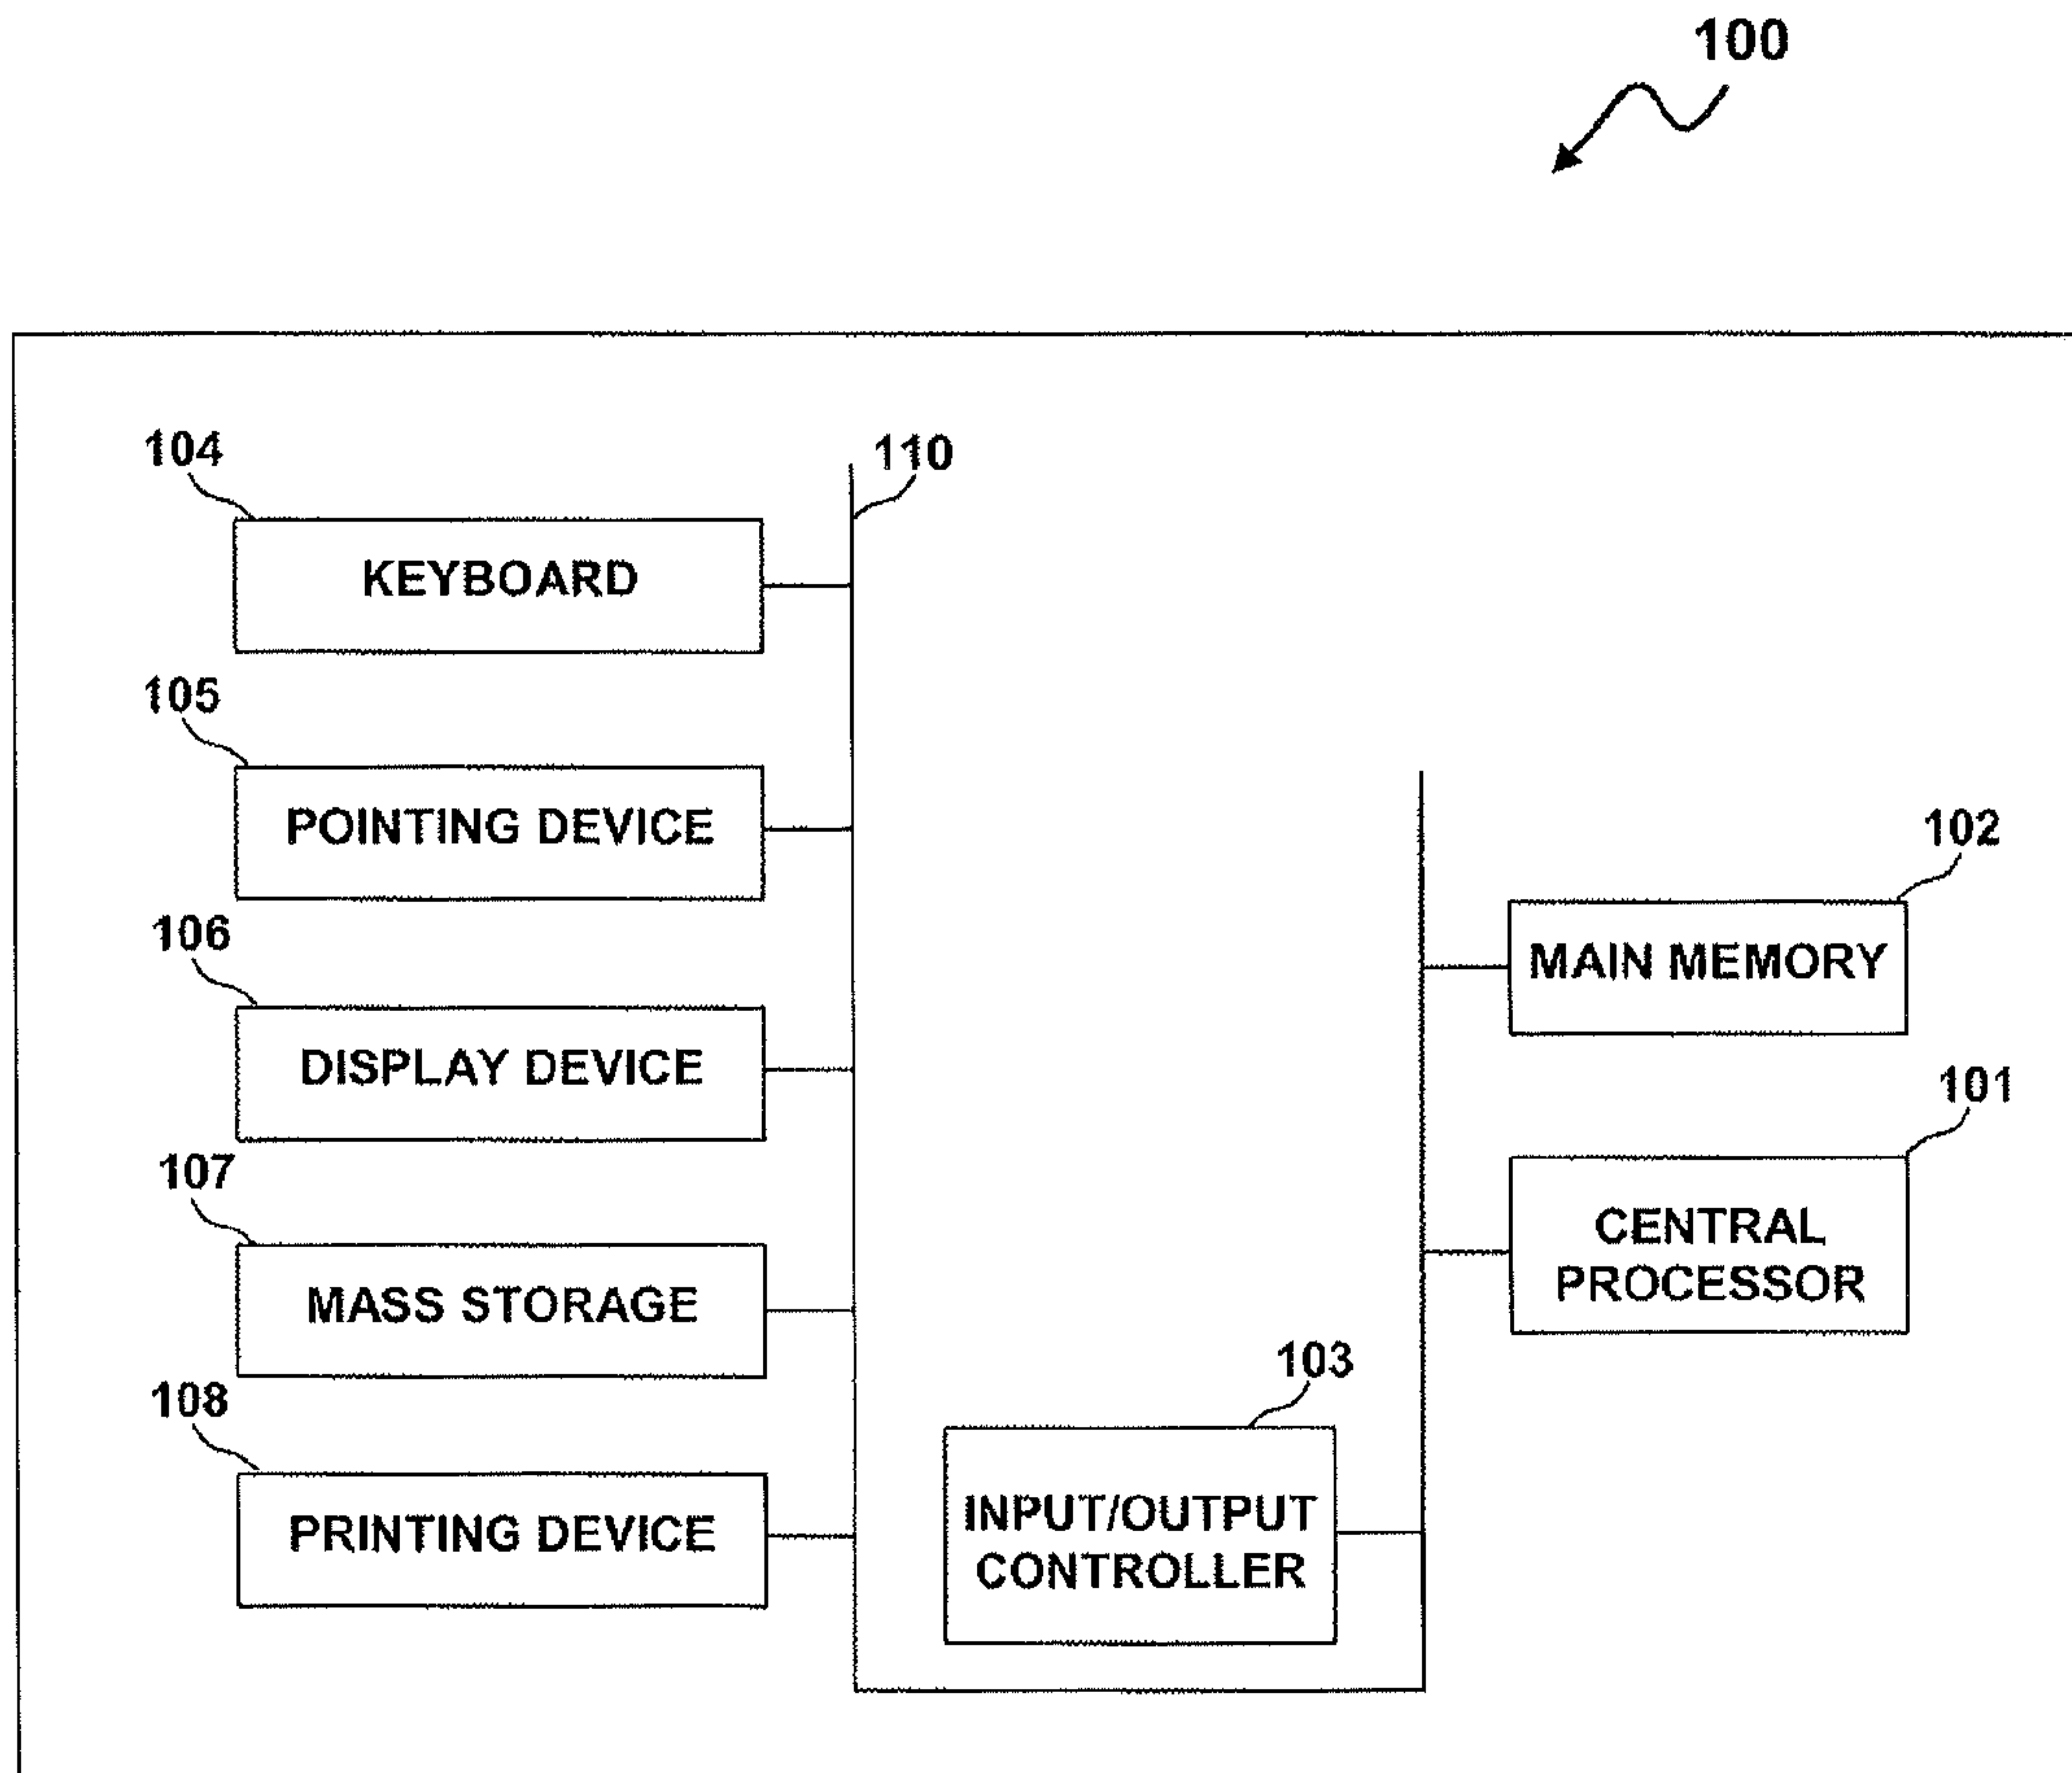 100
104
110
KEYBOARD
105
POINTING DEVICE
102
106
MAIN MEMORY
DISPLAY DEVICE
101
107
CENTRAL
PROCESSOR
MASS STORAGE
103
108
INPUT/OUTPUT
CONTROLLER
PRINTING DEVICE